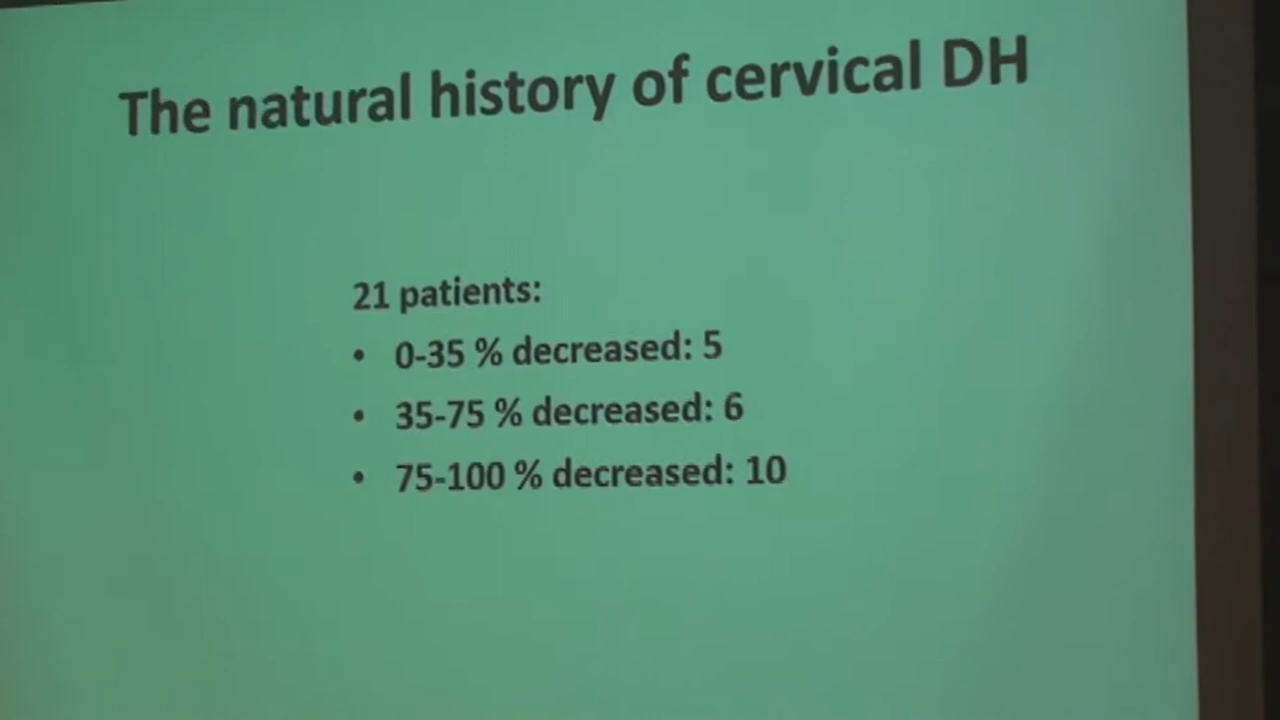 The natural history of cervical DH
21 patients:
• 0-35 % decreased: 5
• 35-75 % decreased: 6
• 75-100 % decreased: 10